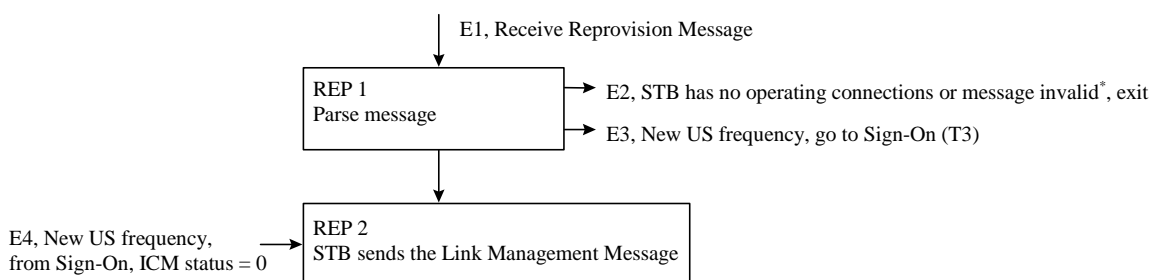 E1, Receive Reprovision Message
REP 1
Parse message
E2, STB has no operating connections or message invalid*, exit
E3, New US frequency, go to Sign-On (T3)
REP 2
STB sends the Link Management Message
E4, New US frequency,
from Sign-On, ICM status = 0